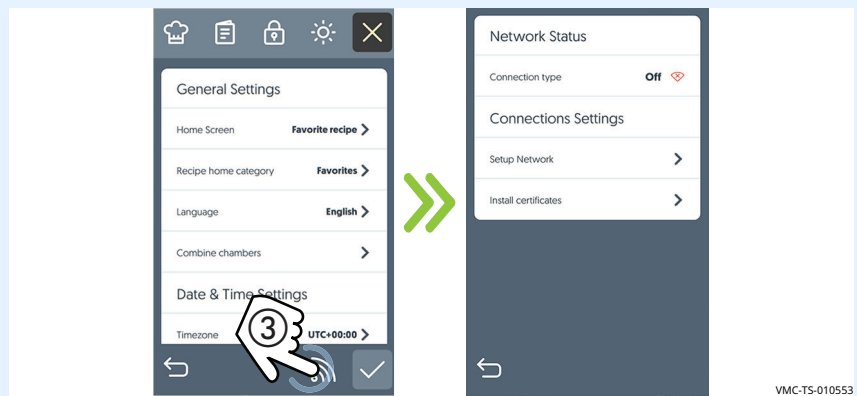 General Settings
Home Screen Favorite recipe
Recipe home category Favorites
Language English
Combine chambers
Date & Time Settings
Timezone UTC+00:00
3
Network Status
Connection type Off
Connections Settings
Setup Network
Install certificates
VMC-TS-010553